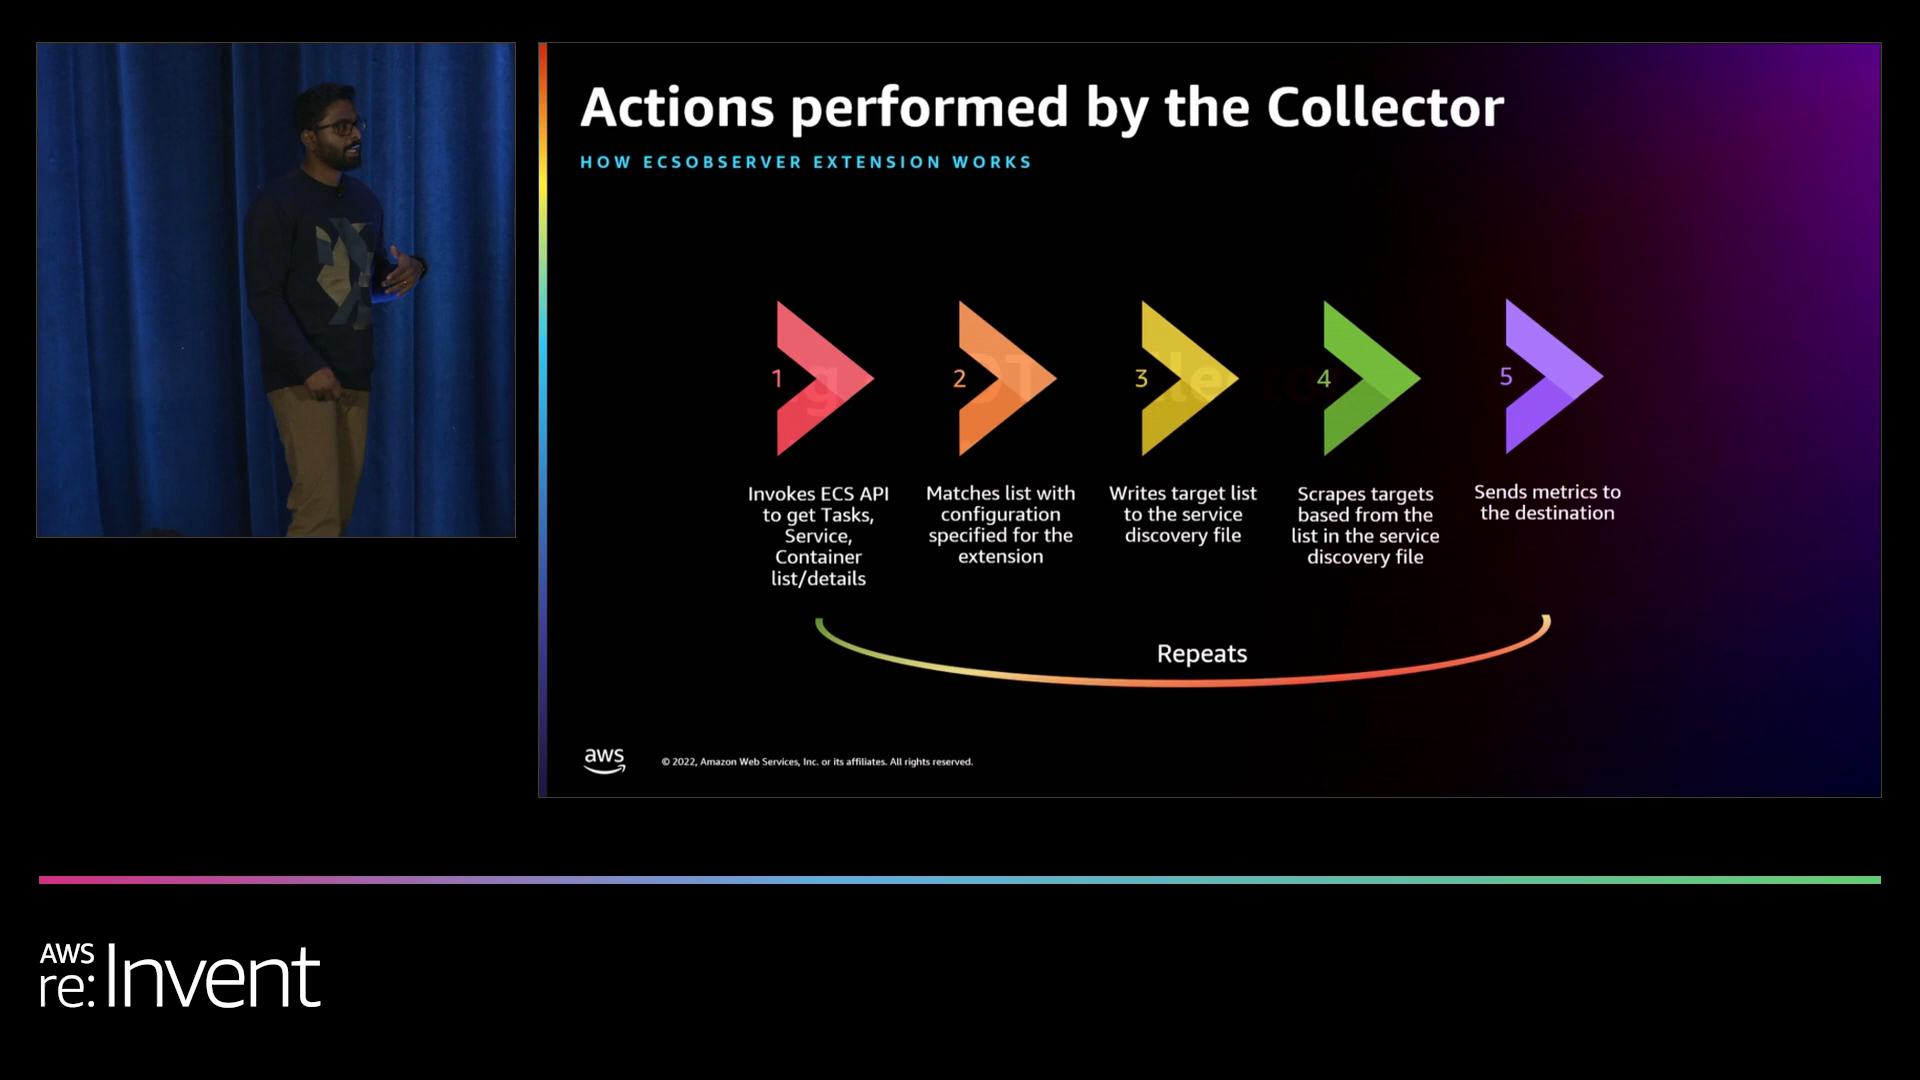 Actions performed by the Collector
HOW ECSOBSERVER EXTENSION WORKS
1
2
3
4
5
Invokes ECS API
to get Tasks,
Service,
Container
list/details
Matches list with
configuration
specified for the
extension
Writes target list
to the service
discovery file
Scrapes targets
based from the
list in the service
discovery file
Sends metrics to
the destination
Repeats
aws
© 2022, Amazon Web Services, Inc. or its affiliates. All rights reserved.
AWS
re:Invent